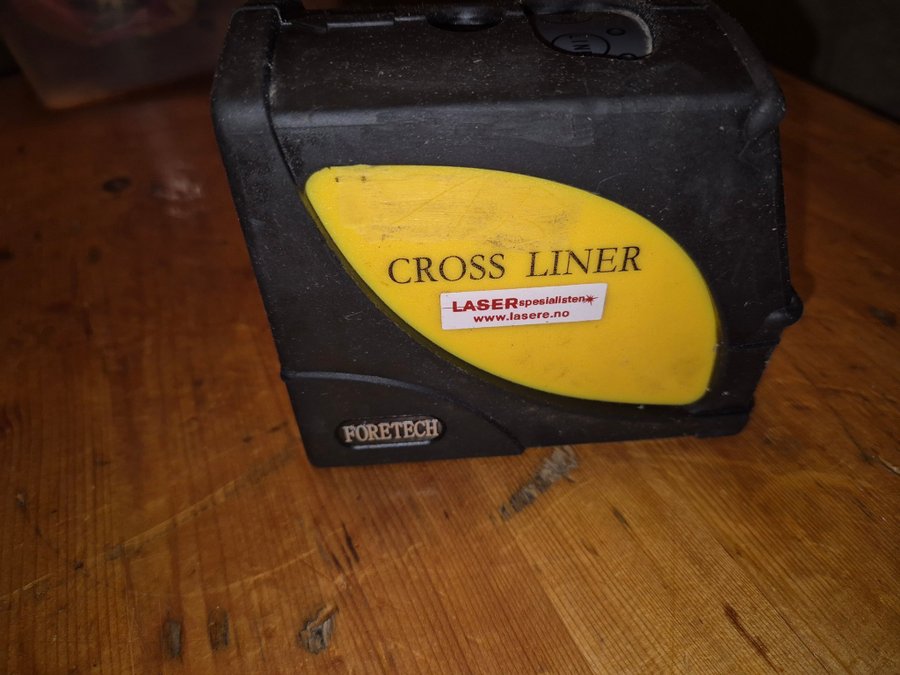 CROSS LINER
LASERspesialisten
www.lasere.no
FORETECH